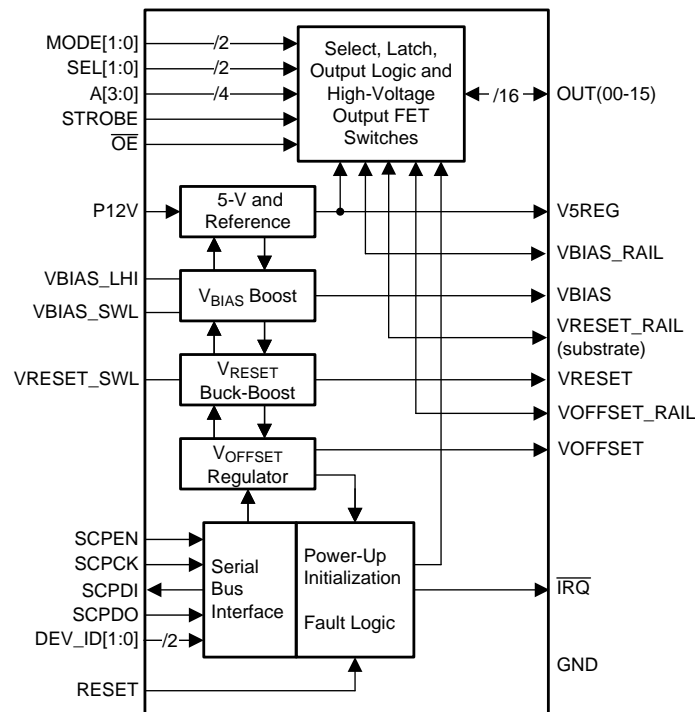 MODE[1:0]
/2
SEL[1:0]
/2
A[3:0]
/4
STROBE
O̅E̅
Select, Latch,
Output Logic and
High-Voltage
Output FET
Switches
/16
OUT(00-15)
P12V
5-V and
Reference
V5REG
VBIAS_RAIL
VBIAS_LHI
VBIAS_SWL
VBIAS Boost
VBIAS
VRESET_RAIL
(substrate)
VRESET_SWL
VRESET
Buck-Boost
VRESET
VOFFSET_RAIL
VOFFSET
Regulator
VOFFSET
SCPEN
SCPCK
SCPDI
SCPDO
DEV_ID[1:0]
/2
Serial
Bus
Interface
Power-Up
Initialization
Fault Logic
I̅R̅Q̅
GND
RESET